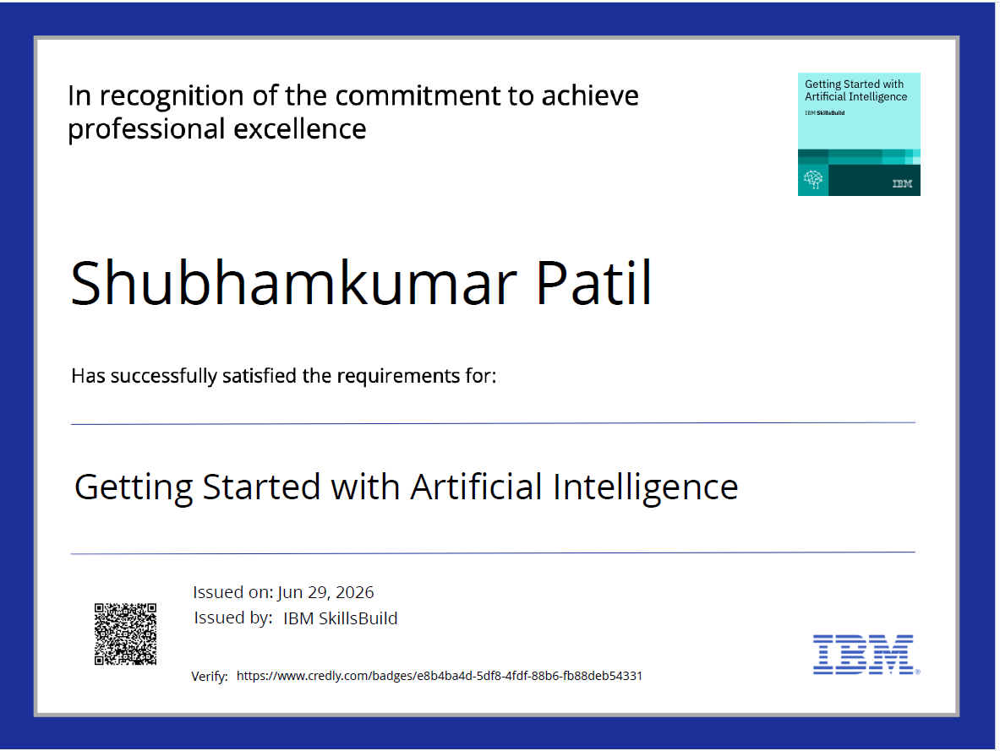 In recognition of the commitment to achieve
professional excellence
Getting Started with
Artificial Intelligence
IBM SkillsBuild
IBM
Shubhamkumar Patil
Has successfully satisfied the requirements for:
Getting Started with Artificial Intelligence
Issued on: Jun 29, 2026
Issued by: IBM SkillsBuild
Verify: https://www.credly.com/badges/e8b4ba4d-5df8-4fdf-88b6-fb88deb54331
IBM®